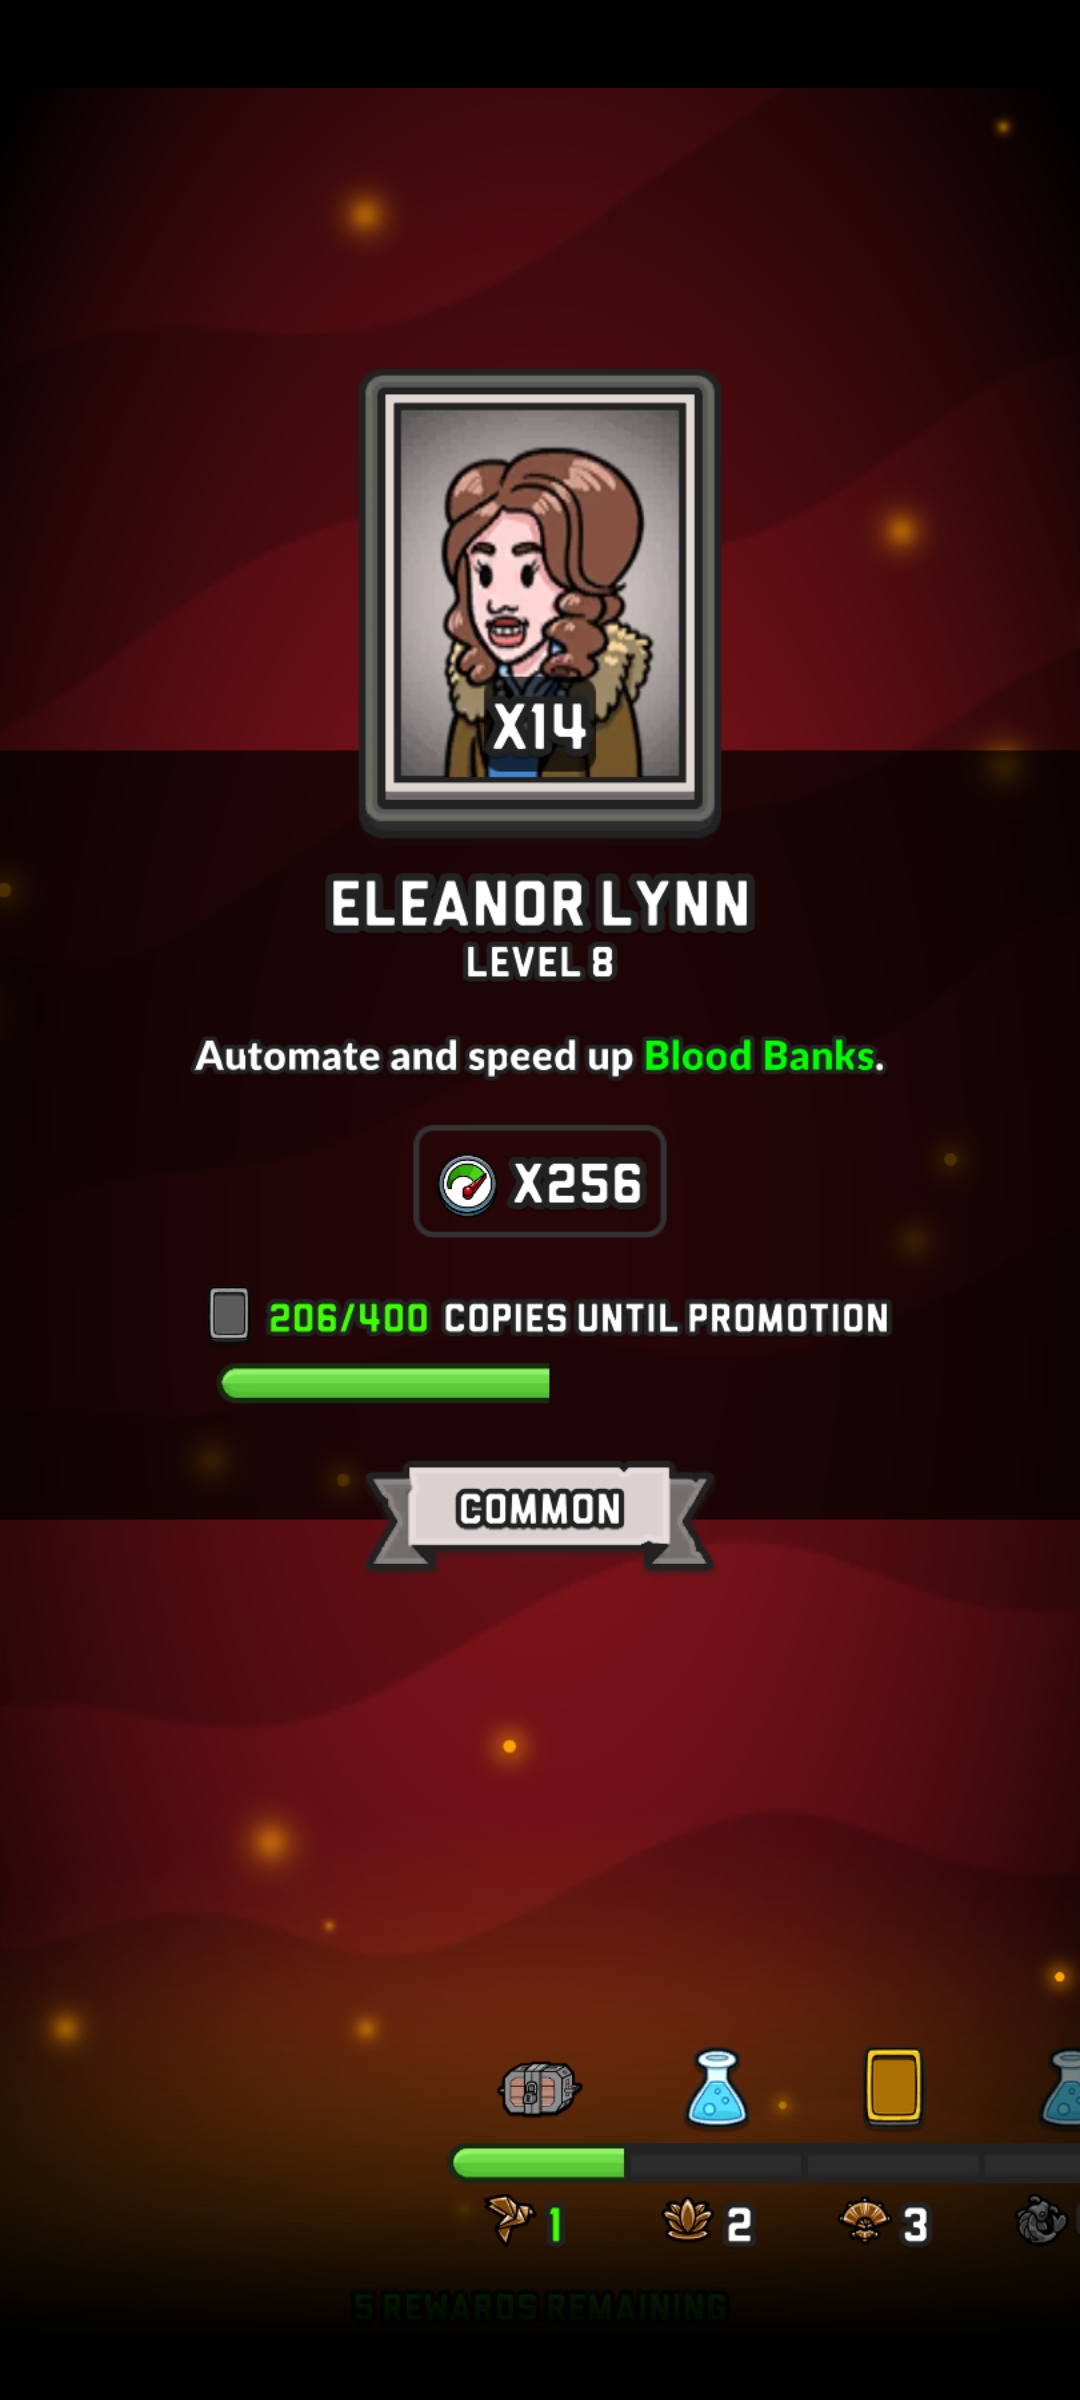 X14
ELEANOR LYNN
LEVEL 8
Automate and speed up Blood Banks.
X256
206/400 COPIES UNTIL PROMOTION
COMMON
1 2 3
5 REWARDS REMAINING